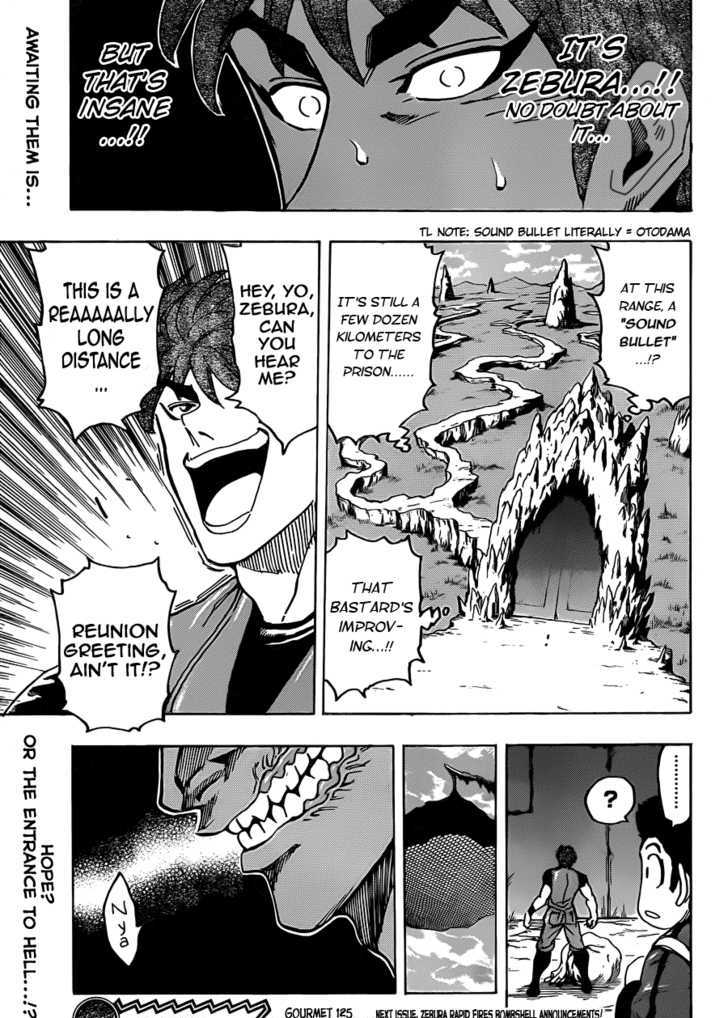 IT'S
ZEBURA...!!
NO DOUBT ABOUT
IT...
BUT
THAT'S
INSANE
...!!
AWAITING THEM IS...
TL NOTE: SOUND BULLET LITERALLY = OTODAMA
AT THIS
RANGE, A
"SOUND
BULLET"
...!?
IT'S STILL A
FEW DOZEN
KILOMETERS
TO THE
PRISON......
THAT
BASTARD'S
IMPROV-
ING...!!
HEY, YO,
ZEBURA,
CAN
YOU
HEAR
ME?
THIS IS A
REAAAAAALLY
LONG
DISTANCE
...
REUNION
GREETING,
AIN'T IT!?
.........
?
Nya
HOPE?
OR THE ENTRANCE TO HELL...!?
GOURMET 125
NEXT ISSUE, ZEBURA RAPID FIRES BOMBSHELL ANNOUNCEMENTS!